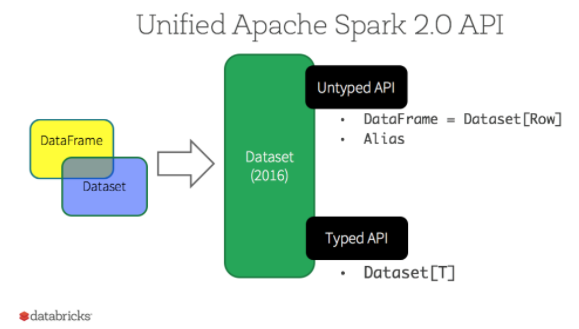 Unified Apache Spark 2.0 API
DataFrame
Dataset
Dataset
(2016)
Untyped API
• DataFrame = Dataset[Row]
• Alias
Typed API
• Dataset[T]
databricks